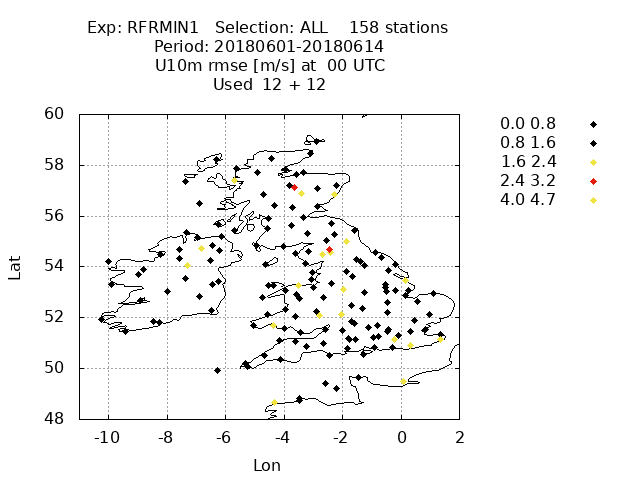 Exp: RFRMIN1   Selection: ALL    158 stations
Period: 20180601-20180614
U10m rmse [m/s] at  00 UTC
Used  12 + 12
60
58
56
54
52
50
48
Lat
-10 -8 -6 -4 -2 0 2
Lon
0.0 0.8
0.8 1.6
1.6 2.4
2.4 3.2
4.0 4.7